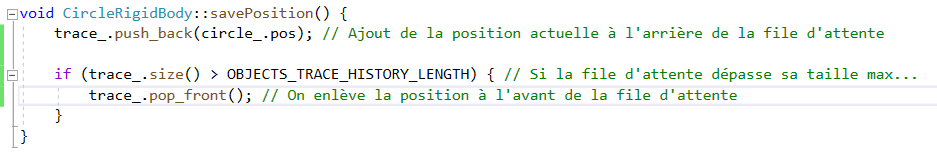 void CircleRigidBody::savePosition() {
trace_.push_back(circle_.pos); // Ajout de la position actuelle à l'arrière de la file d'attente
if (trace_.size() > OBJECTS_TRACE_HISTORY_LENGTH) { // Si la file d'attente dépasse sa taille max...
trace_.pop_front(); // On enlève la position à l'avant de la file d'attente
}
}